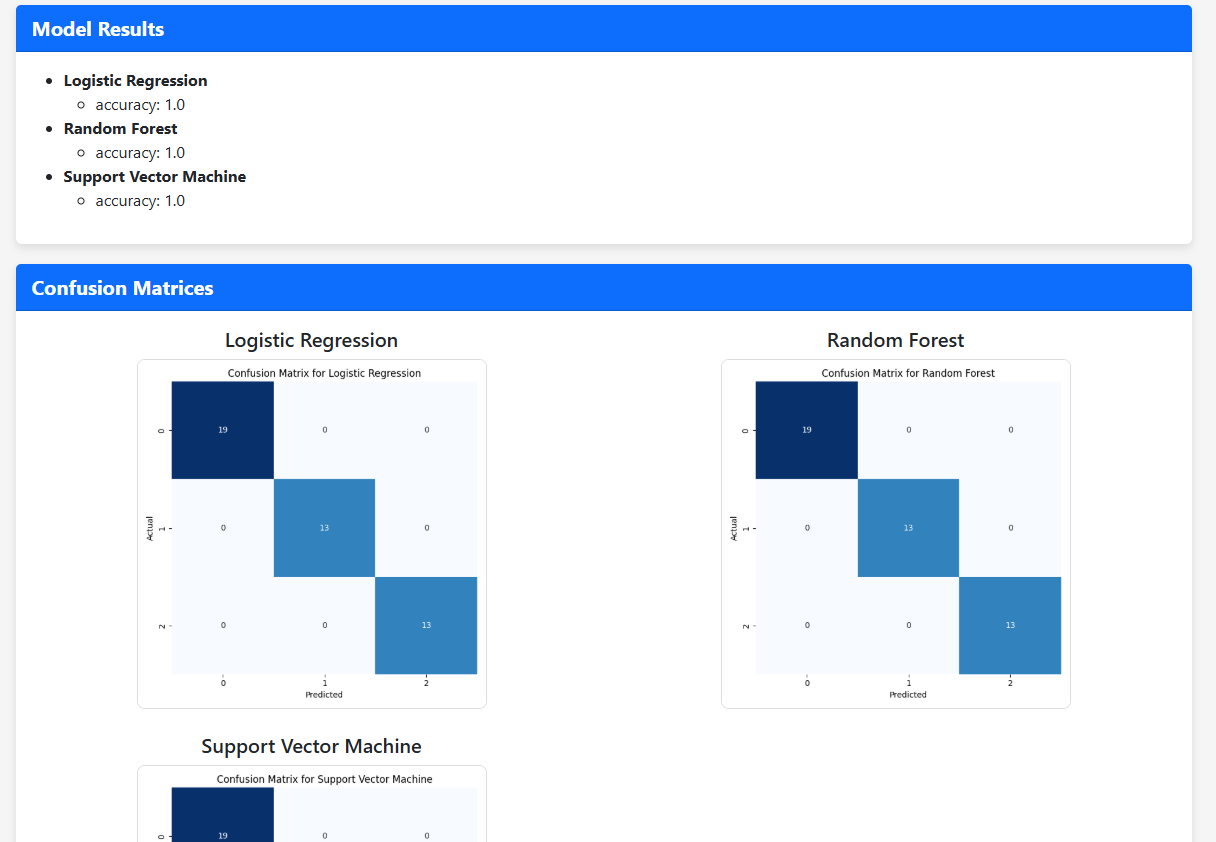 Model Results
Logistic Regression
accuracy: 1.0
Random Forest
accuracy: 1.0
Support Vector Machine
accuracy: 1.0
Confusion Matrices
Logistic Regression
Confusion Matrix for Logistic Regression
0 19 0 0
Actual
1 0 13 0
2 0 0 13
0 1 2
Predicted
Random Forest
Confusion Matrix for Random Forest
0 19 0 0
Actual
1 0 13 0
2 0 0 13
0 1 2
Predicted
Support Vector Machine
Confusion Matrix for Support Vector Machine
0 19 0 0